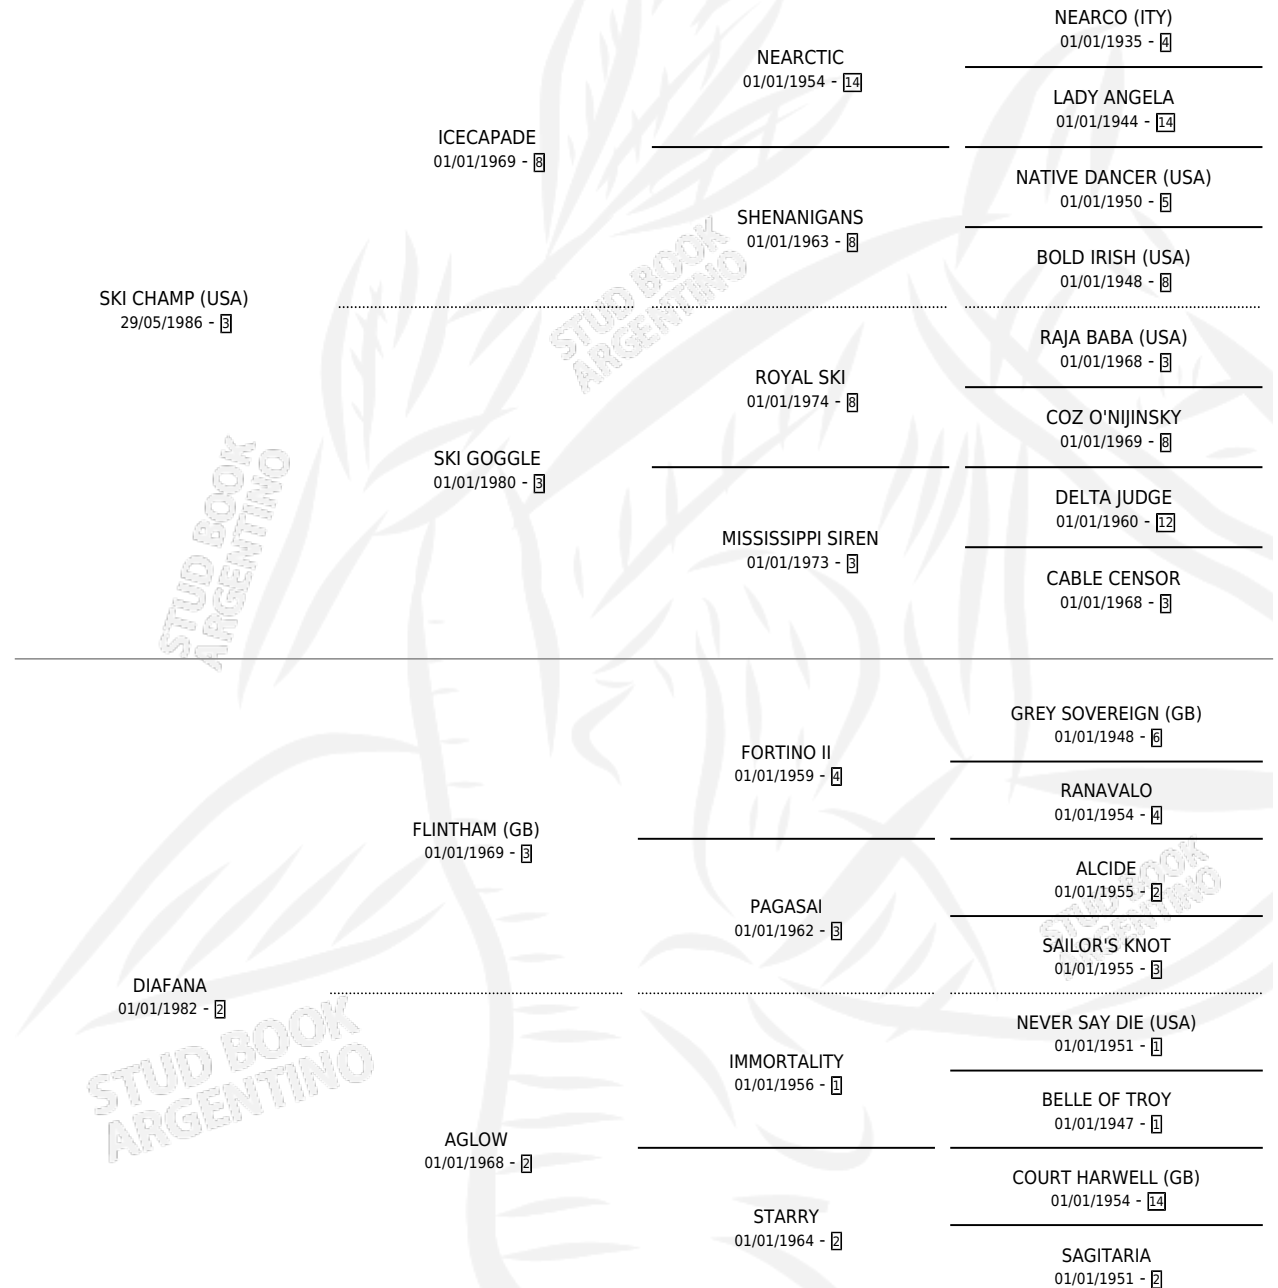 NEARCO (ITY)
01/01/1935 - 4
NEARCTIC
01/01/1954 - 14
LADY ANGELA
01/01/1944 - 14
ICECAPADE
01/01/1969 - 8
NATIVE DANCER (USA)
01/01/1950 - 5
SHENANIGANS
01/01/1963 - 8
BOLD IRISH (USA)
01/01/1948 - 8
SKI CHAMP (USA)
29/05/1986 - 3
STUD BOOK
ARGENTINO
RAJA BABA (USA)
01/01/1968 - 3
ROYAL SKI
01/01/1974 - 8
COZ O'NIJINSKY
01/01/1969 - 8
SKI GOGGLE
01/01/1980 - 3
DELTA JUDGE
01/01/1960 - 12
MISSISSIPPI SIREN
01/01/1973 - 3
CABLE CENSOR
01/01/1968 - 3
STUD BOOK
ARGENTINO
GREY SOVEREIGN (GB)
01/01/1948 - 6
FORTINO II
01/01/1959 - 4
RANAVALO
01/01/1954 - 4
FLINTHAM (GB)
01/01/1969 - 3
ALCIDE
01/01/1955 - 2
STUD BOOK
ARGENTINO
PAGASAI
01/01/1962 - 3
SAILOR'S KNOT
01/01/1955 - 3
DIAFANA
01/01/1982 - 2
NEVER SAY DIE (USA)
01/01/1951 - 1
IMMORTALITY
01/01/1956 - 1
BELLE OF TROY
01/01/1947 - 1
STUD BOOK
ARGENTINO
AGLOW
01/01/1968 - 2
COURT HARWELL (GB)
01/01/1954 - 14
STARRY
01/01/1964 - 2
SAGITARIA
01/01/1951 - 2